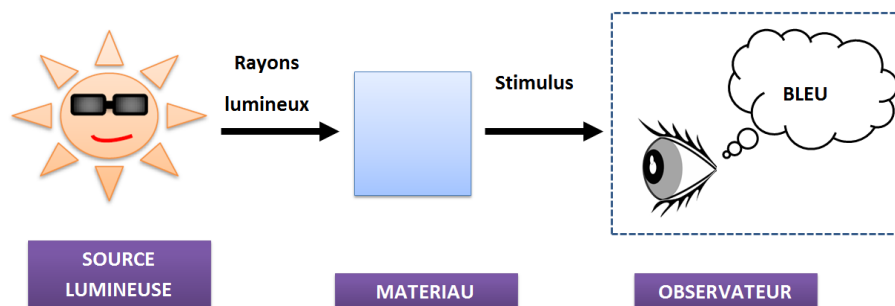 Rayons
lumineux
Stimulus
BLEU
SOURCE
LUMINEUSE
MATERIAU
OBSERVATEUR